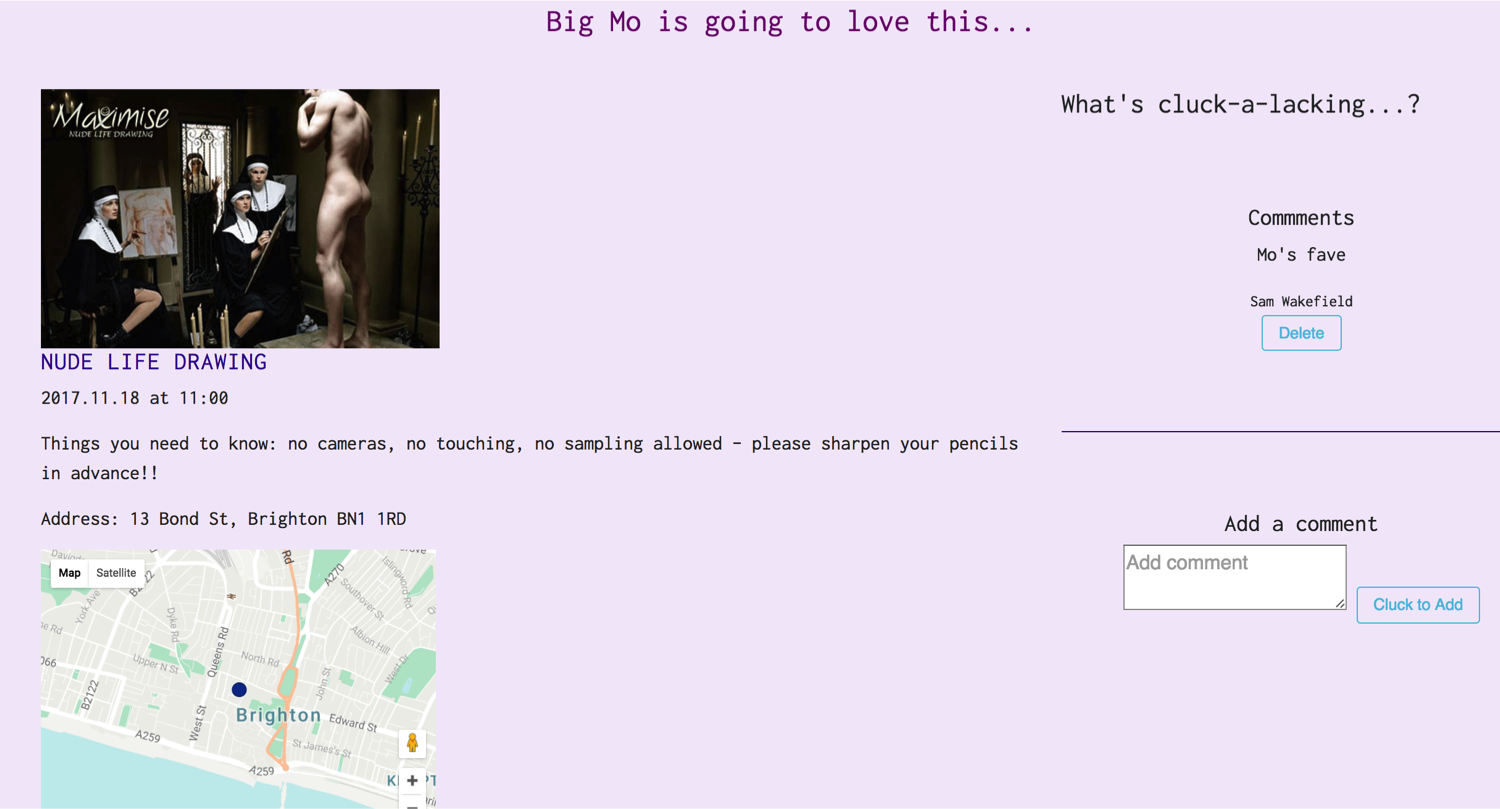 Big Mo is going to love this...
Maximise
NUDE LIFE DRAWING
NUDE LIFE DRAWING
2017.11.18 at 11:00
Things you need to know: no cameras, no touching, no sampling allowed - please sharpen your pencils
in advance!!
Address: 13 Bond St, Brighton BN1 1RD
Map
Satellite
Rd
A270
Islingword Rd
Southover St
York Ave
Dyke Rd
Queens Rd
Albion Hill
West Dr
North Rd
Upper N St
John St
B2122
West St
Brighton
Edward St
St James's St
A259
A259
What's cluck-a-lacking...?
Commments
Mo's fave
Sam Wakefield
Delete
Add a comment
Add comment
Cluck to Add